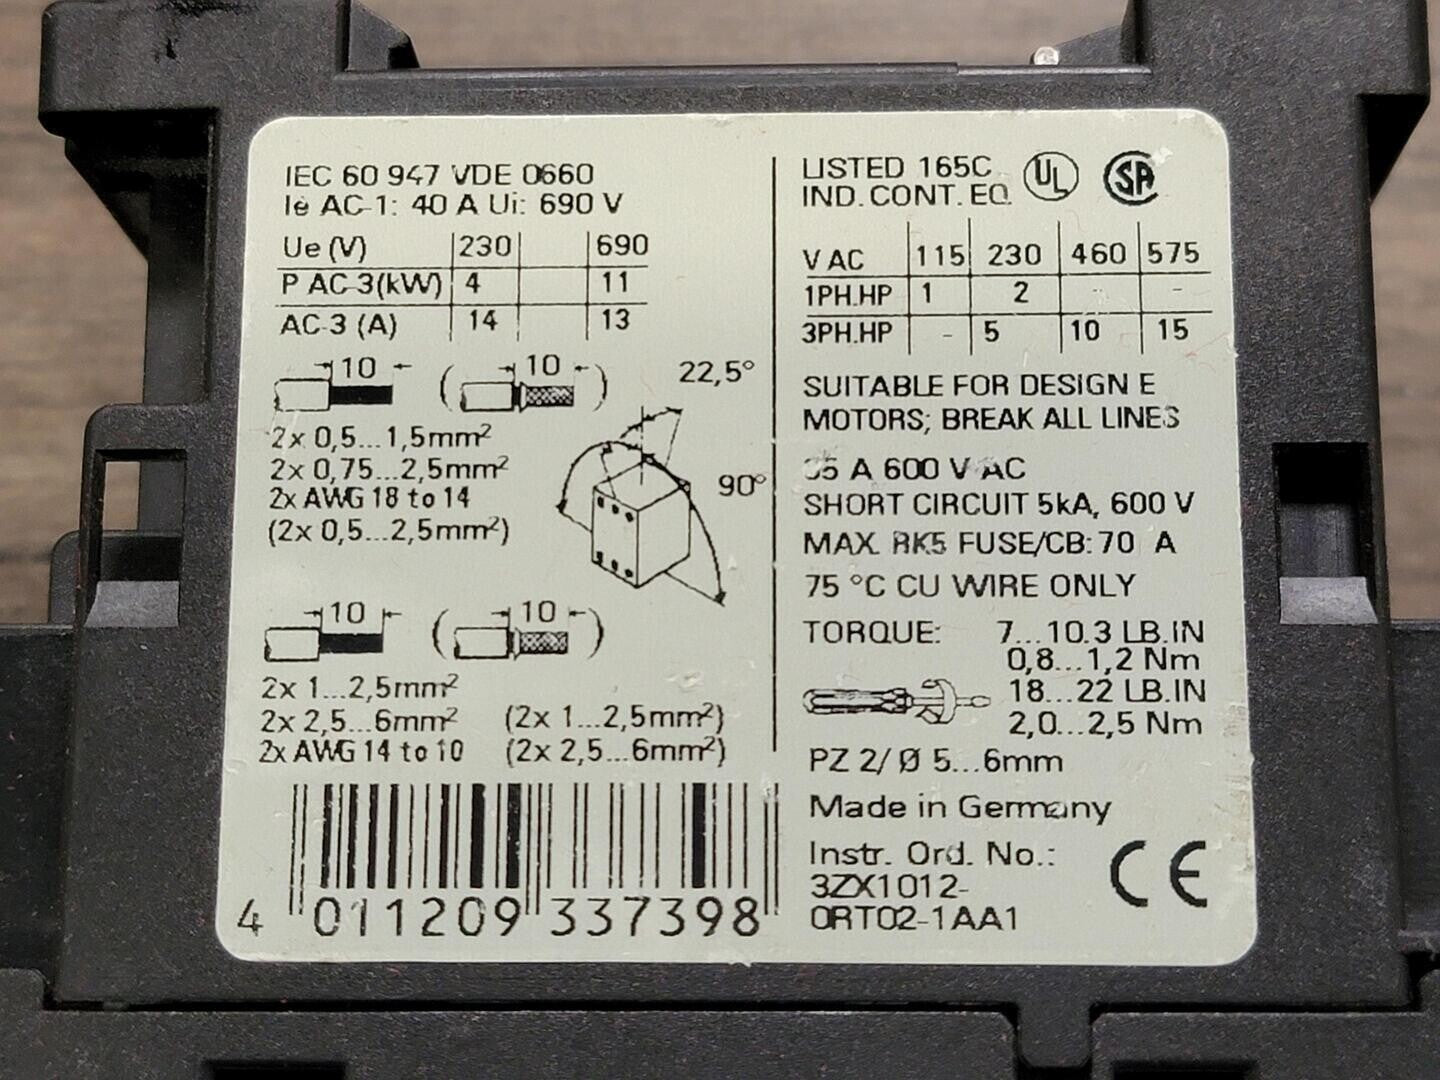 IEC 60 947 VDE 0660
Ie AC-1: 40 A Ui: 690 V
Ue (V) 230 690
P AC-3(kW) 4 11
AC-3 (A) 14 13
10 10
22,5°
2x 0,5...1,5mm²
2x 0,75...2,5mm²
2x AWG 18 to 14
(2x 0,5...2,5mm²)
90°
10 10
2x 1...2,5mm²
2x 2,5...6mm² (2x 1...2,5mm²)
2x AWG 14 to 10 (2x 2,5...6mm²)
4 011209 337398
LISTED 165C UL SA
IND. CONT. EQ.
V AC 115 230 460 575
1PH.HP 1 2 - -
3PH.HP - 5 10 15
SUITABLE FOR DESIGN E
MOTORS; BREAK ALL LINES
A 600 V AC
SHORT CIRCUIT 5kA, 600 V
MAX. RK5 FUSE/CB: 70 A
75 °C CU WIRE ONLY
TORQUE: 7...10.3 LB.IN
0,8...1,2 Nm
18...22 LB.IN
2,0...2,5 Nm
PZ 2/ Ø 5...6mm
Made in Germany
Instr. Ord. No.:
3ZX1012-
0RT02-1AA1
CE